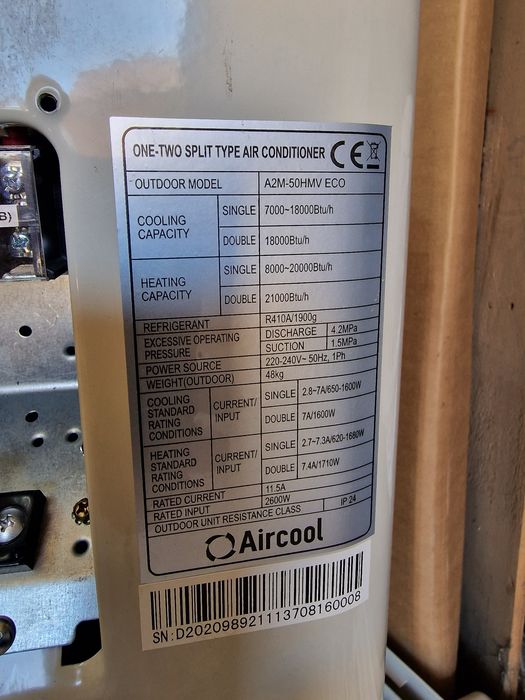 ONE-TWO SPLIT TYPE AIR CONDITIONER CE
OUTDOOR MODEL A2M-50HMV ECO
COOLING CAPACITY SINGLE 7000~18000Btu/h
DOUBLE 18000Btu/h
HEATING CAPACITY SINGLE 8000~20000Btu/h
DOUBLE 21000Btu/h
REFRIGERANT R410A/1900g
EXCESSIVE OPERATING PRESSURE DISCHARGE 4.2MPa
SUCTION 1.5MPa
POWER SOURCE 220-240V~ 50Hz, 1Ph
WEIGHT(OUTDOOR) 48kg
COOLING STANDARD RATING CONDITIONS CURRENT/INPUT SINGLE 2.8~7A/650-1600W
DOUBLE 7A/1600W
HEATING STANDARD RATING CONDITIONS CURRENT/INPUT SINGLE 2.7~7.3A/620-1680W
DOUBLE 7.4A/1710W
RATED CURRENT 11.5A
RATED INPUT 2600W
OUTDOOR UNIT RESISTANCE CLASS IP 24
Aircool
SN:D202098921113708160008
B)